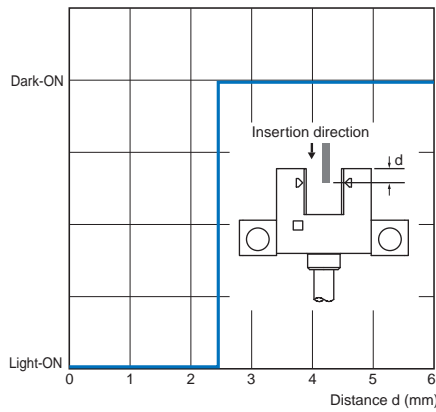 Dark-ON
Insertion direction
d
Light-ON
0 1 2 3 4 5 6
Distance d (mm)